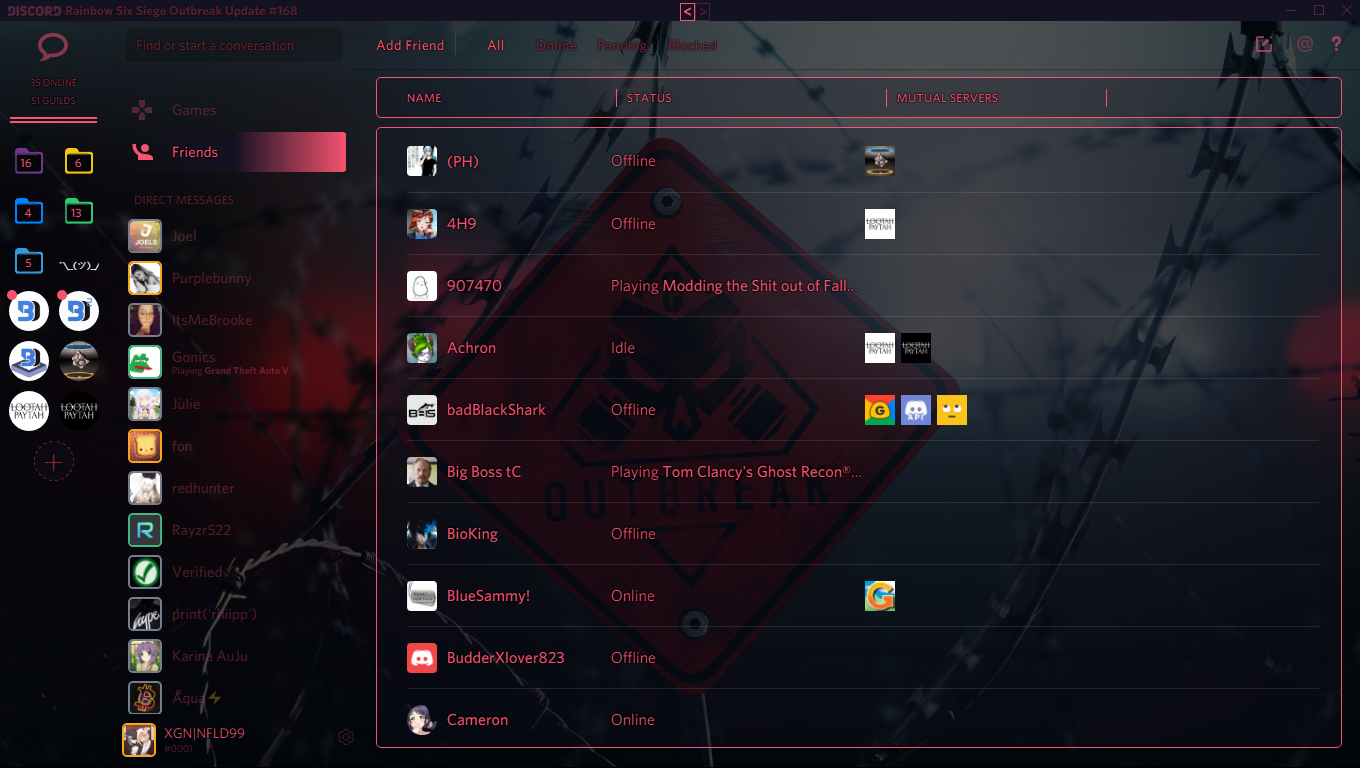 DISCORD Rainbow Six Siege Outbreak Update #168
< >
Find or start a conversation
Add Friend All Online Pending Blocked
@ ?
35 ONLINE
51 GUILDS
16 6
4 13
5 ¯\_(ツ)_/
LOOTAH PAYTAH LOOTAH PAYTAH
Games
Friends
DIRECT MESSAGES
JOELS
Joel
Purplebunny
ItsMeBrooke
Gonics
Playing Grand Theft Auto V
Jùlie
fon
redhunter
Rayzr522
Verified✓
print('rhiipp')
Karina AuJu
Āqua⚡
XGN|NFLD99
#0001
NAME STATUS MUTUAL SERVERS
(PH) Offline
4H9 Offline LOOTAH PAYTAH
907470 Playing Modding the Shit out of Fall...
Achron Idle LOOTAH PAYTAH LOOTAH PAYTAH
badBlackShark Offline G API
Big Boss tC Playing Tom Clancy's Ghost Recon®...
OUTBREAK
BioKing Offline
BlueSammy! Online G
BudderXlover823 Offline
Cameron Online